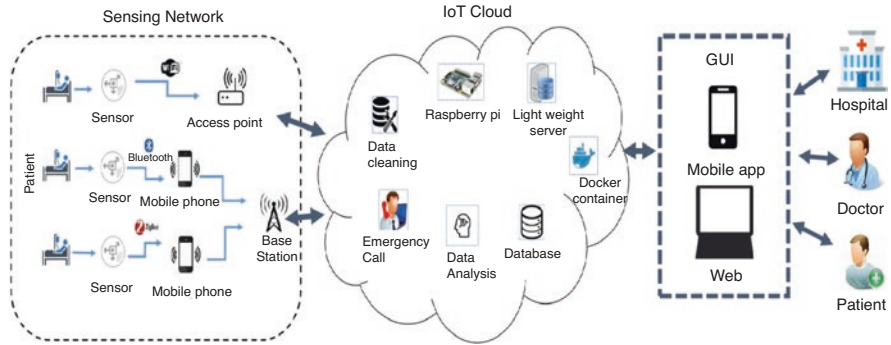 Sensing Network
IoT Cloud
Patient
WiFi
Sensor
Access point
Bluetooth
Sensor
Mobile phone
ZigBee
Sensor
Mobile phone
Base
Station
Data
cleaning
Raspberry pi
Light weight
server
Docker
container
Emergency
Call
Data
Analysis
Database
GUI
Mobile app
Web
Hospital
Doctor
Patient